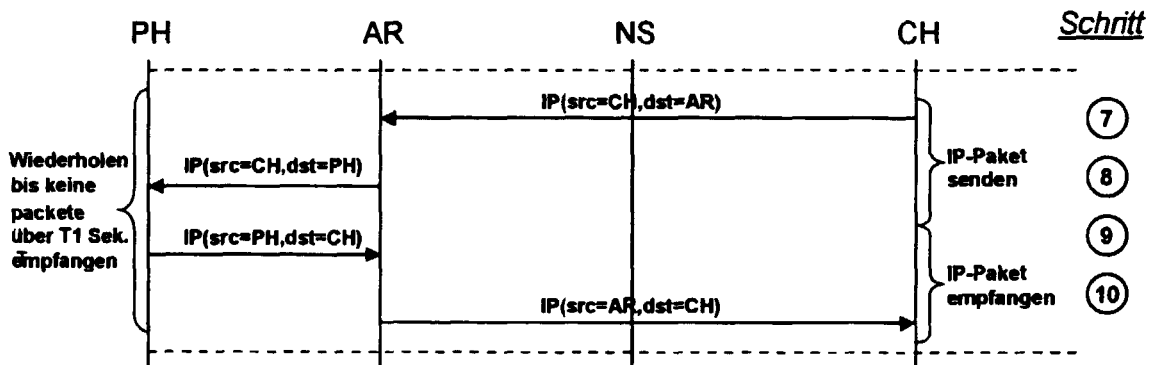 PH AR NS CH Schritt
IP(src=CH,dst=AR)
7
Wiederholen
bis keine
packete
über T1 Sek.
empfangen
IP(src=CH,dst=PH)
IP-Paket
senden
8
IP(src=PH,dst=CH)
9
IP-Paket
empfangen
10
IP(src=AR,dst=CH)